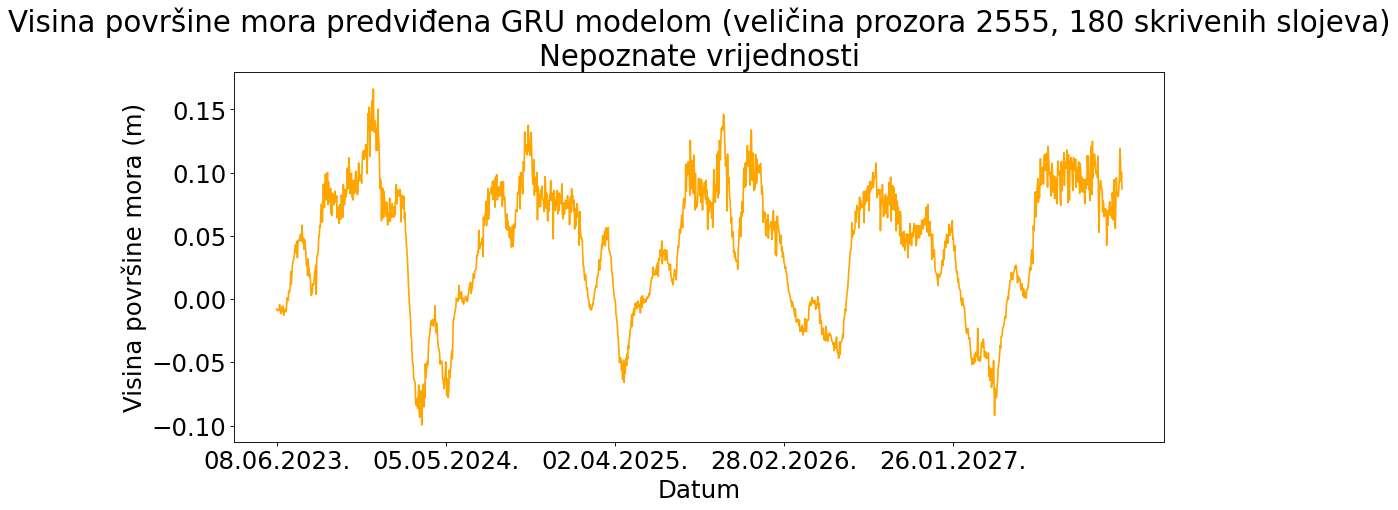 Visina površine mora predviđena GRU modelom (veličina prozora 2555, 180 skrivenih slojeva)
Nepoznate vrijednosti
Visina površine mora (m)
0.15
0.10
0.05
0.00
−0.05
−0.10
08.06.2023. 05.05.2024. 02.04.2025. 28.02.2026. 26.01.2027.
Datum